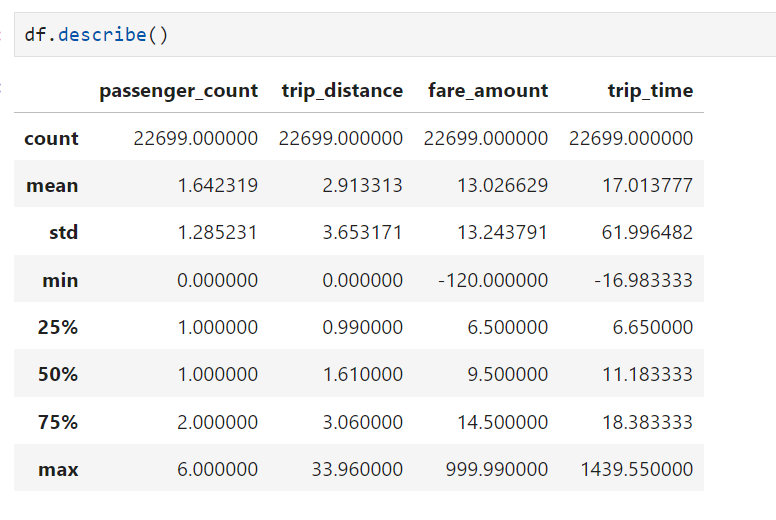 df.describe()
passenger_count trip_distance fare_amount trip_time
count 22699.000000 22699.000000 22699.000000 22699.000000
mean 1.642319 2.913313 13.026629 17.013777
std 1.285231 3.653171 13.243791 61.996482
min 0.000000 0.000000 -120.000000 -16.983333
25% 1.000000 0.990000 6.500000 6.650000
50% 1.000000 1.610000 9.500000 11.183333
75% 2.000000 3.060000 14.500000 18.383333
max 6.000000 33.960000 999.990000 1439.550000